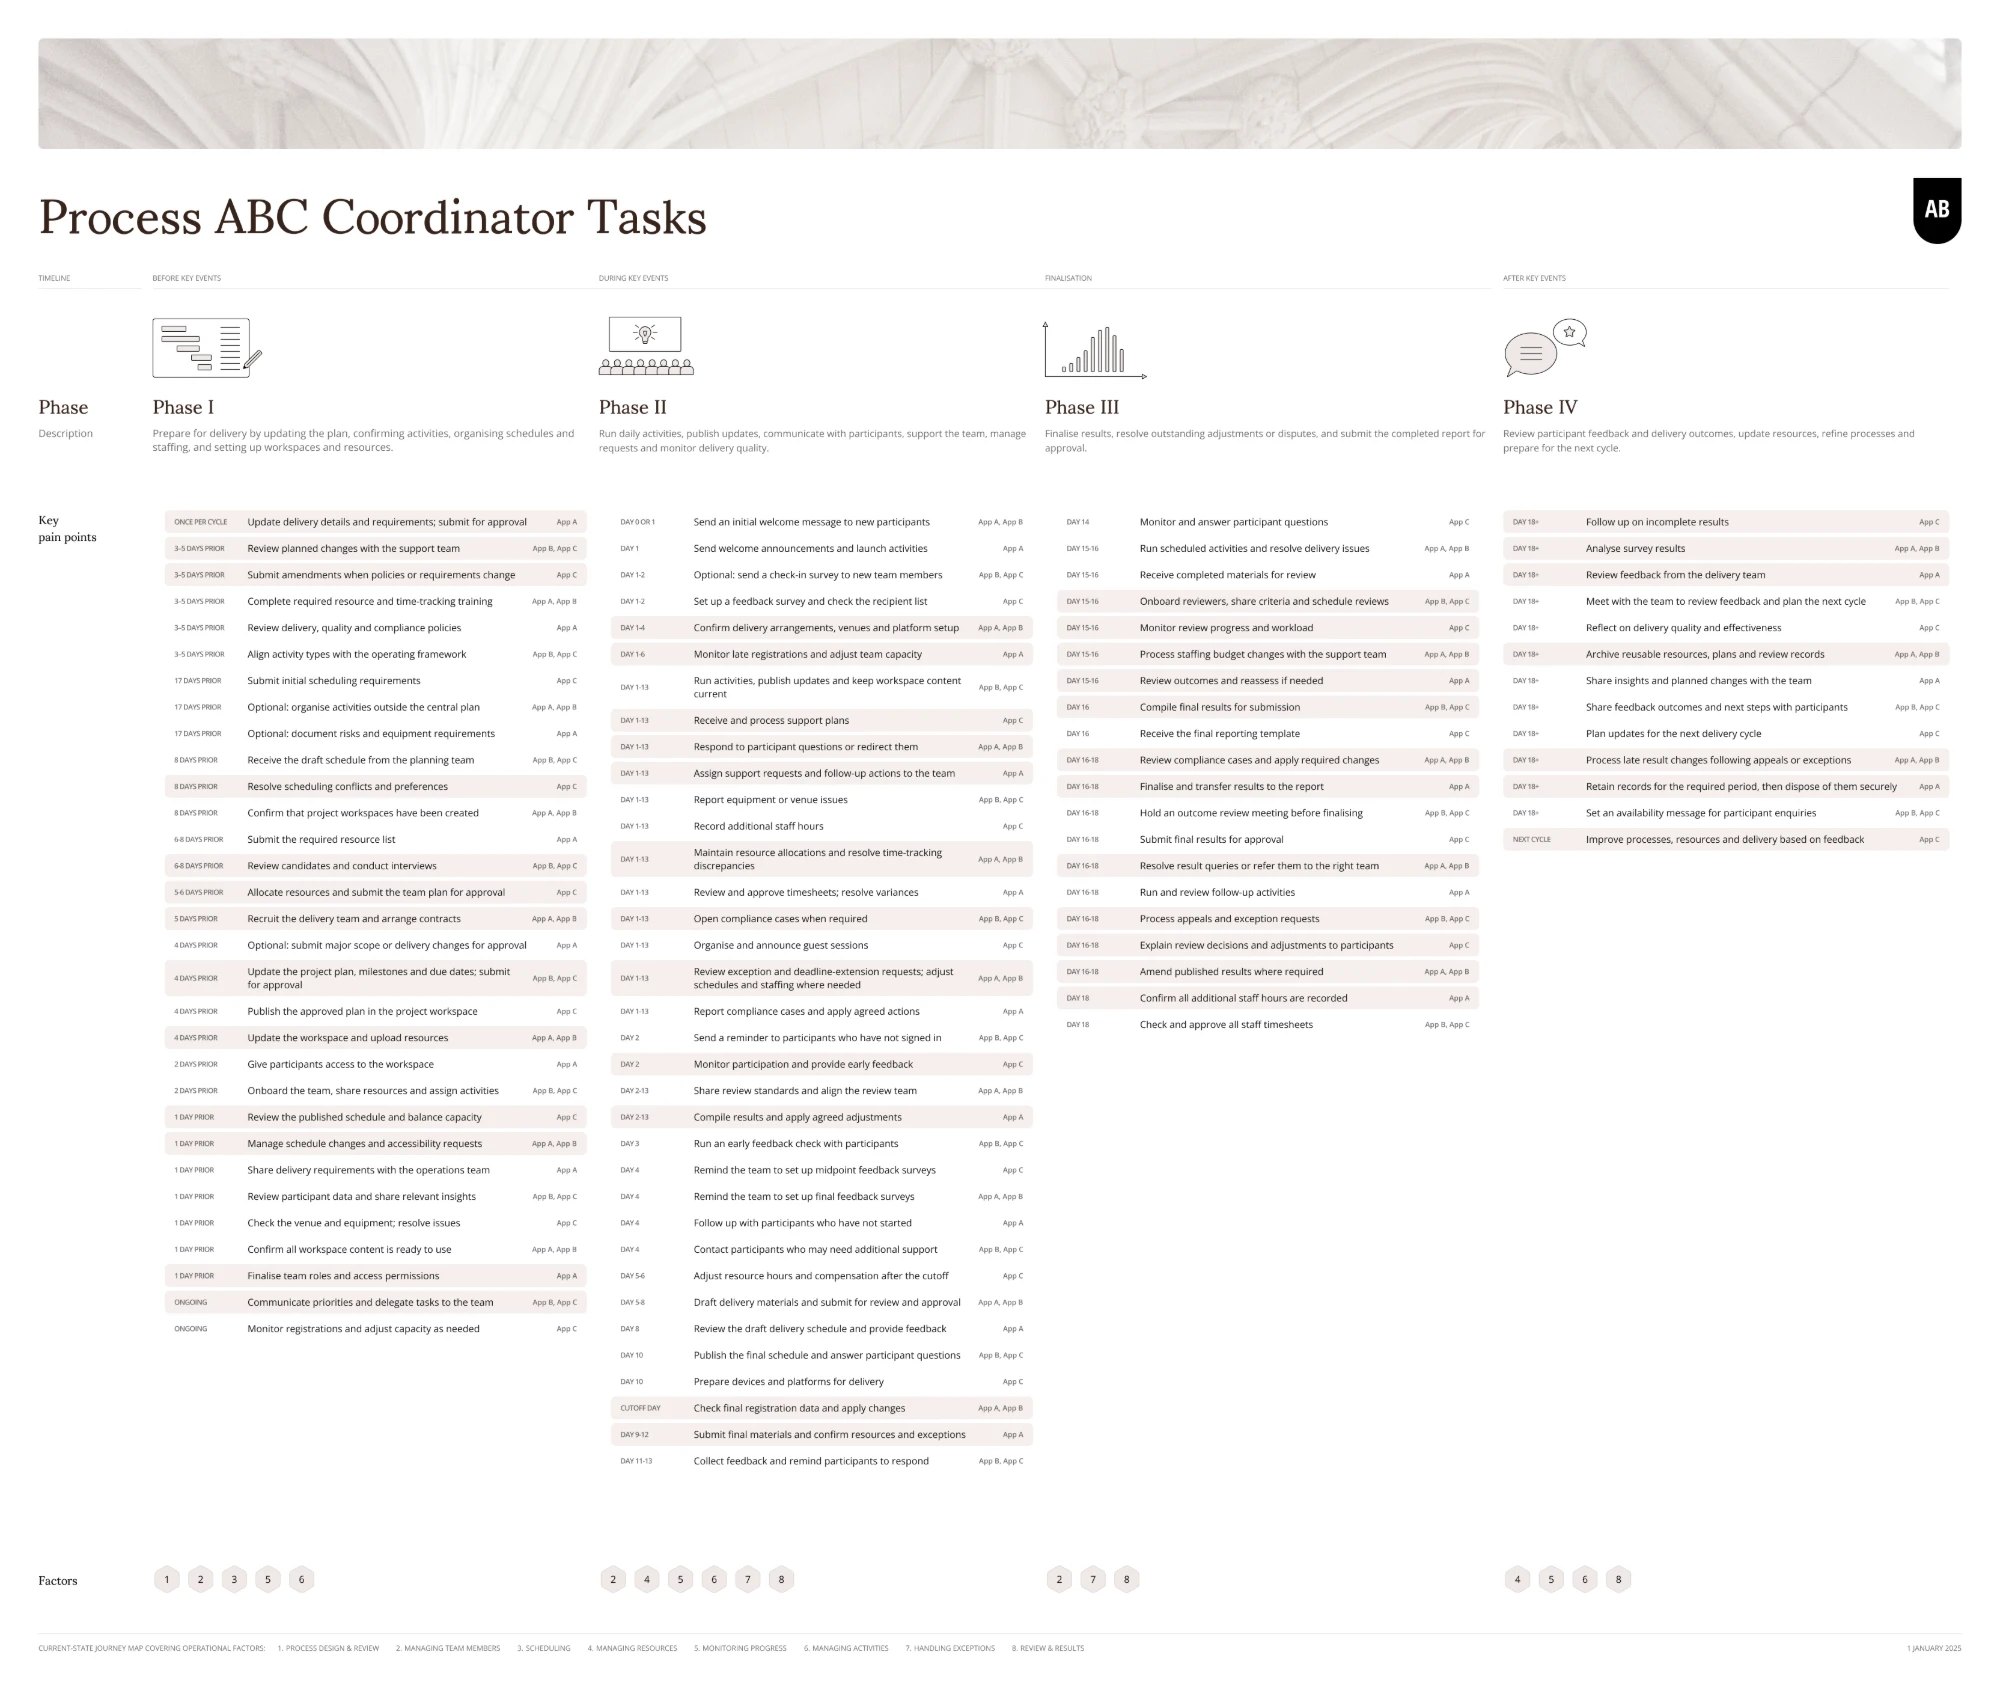 Process ABC Coordinator Tasks
AB
TIMELINE
BEFORE KEY EVENTS
DURING KEY EVENTS
FINALISATION
AFTER KEY EVENTS
Phase
Description
Phase I
Prepare for delivery by updating the plan, confirming activities, organising schedules and
staffing, and setting up workspaces and resources.
Phase II
Run daily activities, publish updates, communicate with participants, support the team, manage
requests and monitor delivery quality.
Phase III
Finalise results, resolve outstanding adjustments or disputes, and submit the completed report for
approval.
Phase IV
Review participant feedback and delivery outcomes, update resources, refine processes and
prepare for the next cycle.
Key
pain points
ONCE PER CYCLE Update delivery details and requirements; submit for approval App A
3–5 DAYS PRIOR Review planned changes with the support team App B, App C
3–5 DAYS PRIOR Submit amendments when policies or requirements change App C
3–5 DAYS PRIOR Complete required resource and time-tracking training App A, App B
3–5 DAYS PRIOR Review delivery, quality and compliance policies App A
3–5 DAYS PRIOR Align activity types with the operating framework App B, App C
17 DAYS PRIOR Submit initial scheduling requirements App C
17 DAYS PRIOR Optional: organise activities outside the central plan App A, App B
17 DAYS PRIOR Optional: document risks and equipment requirements App A
8 DAYS PRIOR Receive the draft schedule from the planning team App B, App C
8 DAYS PRIOR Resolve scheduling conflicts and preferences App C
8 DAYS PRIOR Confirm that project workspaces have been created App A, App B
6-8 DAYS PRIOR Submit the required resource list App A
6-8 DAYS PRIOR Review candidates and conduct interviews App B, App C
5-6 DAYS PRIOR Allocate resources and submit the team plan for approval App C
5 DAYS PRIOR Recruit the delivery team and arrange contracts App A, App B
4 DAYS PRIOR Optional: submit major scope or delivery changes for approval App A
4 DAYS PRIOR Update the project plan, milestones and due dates; submit
for approval App B, App C
4 DAYS PRIOR Publish the approved plan in the project workspace App C
4 DAYS PRIOR Update the workspace and upload resources App A, App B
2 DAYS PRIOR Give participants access to the workspace App A
2 DAYS PRIOR Onboard the team, share resources and assign activities App B, App C
1 DAY PRIOR Review the published schedule and balance capacity App C
1 DAY PRIOR Manage schedule changes and accessibility requests App A, App B
1 DAY PRIOR Share delivery requirements with the operations team App A
1 DAY PRIOR Review participant data and share relevant insights App B, App C
1 DAY PRIOR Check the venue and equipment; resolve issues App C
1 DAY PRIOR Confirm all workspace content is ready to use App A, App B
1 DAY PRIOR Finalise team roles and access permissions App A
ONGOING Communicate priorities and delegate tasks to the team App B, App C
ONGOING Monitor registrations and adjust capacity as needed App C
DAY 0 OR 1 Send an initial welcome message to new participants App A, App B
DAY 1 Send welcome announcements and launch activities App A
DAY 1-2 Optional: send a check-in survey to new team members App B, App C
DAY 1-2 Set up a feedback survey and check the recipient list App C
DAY 1-4 Confirm delivery arrangements, venues and platform setup App A, App B
DAY 1-6 Monitor late registrations and adjust team capacity App A
DAY 1-13 Run activities, publish updates and keep workspace content
current App B, App C
DAY 1-13 Receive and process support plans App C
DAY 1-13 Respond to participant questions or redirect them App A, App B
DAY 1-13 Assign support requests and follow-up actions to the team App A
DAY 1-13 Report equipment or venue issues App B, App C
DAY 1-13 Record additional staff hours App C
DAY 1-13 Maintain resource allocations and resolve time-tracking
discrepancies App A, App B
DAY 1-13 Review and approve timesheets; resolve variances App A
DAY 1-13 Open compliance cases when required App B, App C
DAY 1-13 Organise and announce guest sessions App C
DAY 1-13 Review exception and deadline-extension requests; adjust
schedules and staffing where needed App A, App B
DAY 1-13 Report compliance cases and apply agreed actions App A
DAY 2 Send a reminder to participants who have not signed in App B, App C
DAY 2 Monitor participation and provide early feedback App C
DAY 2-13 Share review standards and align the review team App A, App B
DAY 2-13 Compile results and apply agreed adjustments App A
DAY 3 Run an early feedback check with participants App B, App C
DAY 4 Remind the team to set up midpoint feedback surveys App C
DAY 4 Remind the team to set up final feedback surveys App A, App B
DAY 4 Follow up with participants who have not started App A
DAY 4 Contact participants who may need additional support App B, App C
DAY 5-6 Adjust resource hours and compensation after the cutoff App C
DAY 5-8 Draft delivery materials and submit for review and approval App A, App B
DAY 8 Review the draft delivery schedule and provide feedback App A
DAY 10 Publish the final schedule and answer participant questions App B, App C
DAY 10 Prepare devices and platforms for delivery App C
CUTOFF DAY Check final registration data and apply changes App A, App B
DAY 9-12 Submit final materials and confirm resources and exceptions App A
DAY 11-13 Collect feedback and remind participants to respond App B, App C
DAY 14 Monitor and answer participant questions App C
DAY 15-16 Run scheduled activities and resolve delivery issues App A, App B
DAY 15-16 Receive completed materials for review App A
DAY 15-16 Onboard reviewers, share criteria and schedule reviews App B, App C
DAY 15-16 Monitor review progress and workload App C
DAY 15-16 Process staffing budget changes with the support team App A, App B
DAY 15-16 Review outcomes and reassess if needed App A
DAY 16 Compile final results for submission App B, App C
DAY 16 Receive the final reporting template App C
DAY 16-18 Review compliance cases and apply required changes App A, App B
DAY 16-18 Finalise and transfer results to the report App A
DAY 16-18 Hold an outcome review meeting before finalising App B, App C
DAY 16-18 Submit final results for approval App C
DAY 16-18 Resolve result queries or refer them to the right team App A, App B
DAY 16-18 Run and review follow-up activities App A
DAY 16-18 Process appeals and exception requests App B, App C
DAY 16-18 Explain review decisions and adjustments to participants App C
DAY 16-18 Amend published results where required App A, App B
DAY 18 Confirm all additional staff hours are recorded App A
DAY 18 Check and approve all staff timesheets App B, App C
DAY 18+ Follow up on incomplete results App C
DAY 18+ Analyse survey results App A, App B
DAY 18+ Review feedback from the delivery team App A
DAY 18+ Meet with the team to review feedback and plan the next cycle App B, App C
DAY 18+ Reflect on delivery quality and effectiveness App C
DAY 18+ Archive reusable resources, plans and review records App A, App B
DAY 18+ Share insights and planned changes with the team App A
DAY 18+ Share feedback outcomes and next steps with participants App B, App C
DAY 18+ Plan updates for the next delivery cycle App C
DAY 18+ Process late result changes following appeals or exceptions App A, App B
DAY 18+ Retain records for the required period, then dispose of them securely App A
DAY 18+ Set an availability message for participant enquiries App B, App C
NEXT CYCLE Improve processes, resources and delivery based on feedback App C
Factors
1 2 3 5 6
2 4 5 6 7 8
2 7 8
4 5 6 8
CURRENT-STATE JOURNEY MAP COVERING OPERATIONAL FACTORS: 1. PROCESS DESIGN & REVIEW 2. MANAGING TEAM MEMBERS 3. SCHEDULING 4. MANAGING RESOURCES 5. MONITORING PROGRESS 6. MANAGING ACTIVITIES 7. HANDLING EXCEPTIONS 8. REVIEW & RESULTS
1 JANUARY 2025